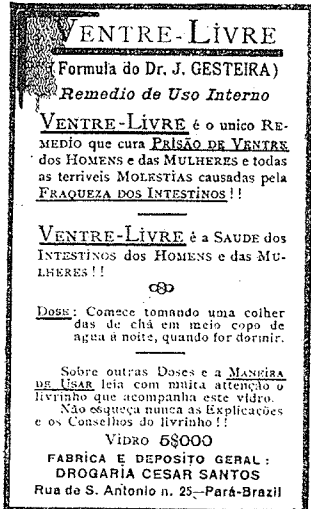 VENTRE-LIVRE
(Formula do Dr. J. GESTEIRA)
Remedio de Uso Interno
VENTRE-LIVRE é o unico RE-
MEDIO que cura PRISÃO DE VENTRE
dos HOMENS e das MULHERES e todas
as terriveis MOLESTIAS causadas pela
FRAQUEZA DOS INTESTINOS!!
VENTRE-LIVRE é a SAUDE dos
INTESTINOS dos HOMENS e das MU-
LHERES!!
DOSE: Comece tomando uma colher
das de chá em meio copo de
agua á noite, quando for dormir.
Sobre outras Doses e a MANEIRA
DE USAR leia com muita attenção o
livrinho que acompanha este vidro.
Não esqueça nunca as Explicações
e os Conselhos do livrinho!!
VIDRO 5$000
FABRICA E DEPOSITO GERAL:
DROGARIA CESAR SANTOS
Rua de S. Antonio n. 25—Pará-Brazil